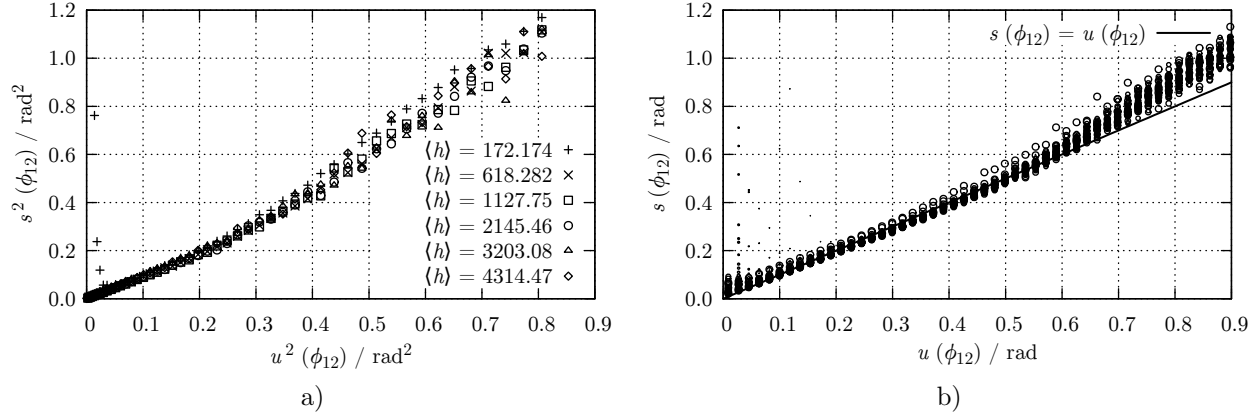 1.2
1.0
0.8
0.6
0.4
0.2
0.0
s² (ϕ₁₂) / rad²
⟨h⟩ = 172.174
⟨h⟩ = 618.282
⟨h⟩ = 1127.75
⟨h⟩ = 2145.46
⟨h⟩ = 3203.08
⟨h⟩ = 4314.47
0 0.1 0.2 0.3 0.4 0.5 0.6 0.7 0.8 0.9
u² (ϕ₁₂) / rad²
a)
1.2
1.0
0.8
0.6
0.4
0.2
0.0
s (ϕ₁₂) / rad
s (ϕ₁₂) = u (ϕ₁₂)
0 0.1 0.2 0.3 0.4 0.5 0.6 0.7 0.8 0.9
u (ϕ₁₂) / rad
b)